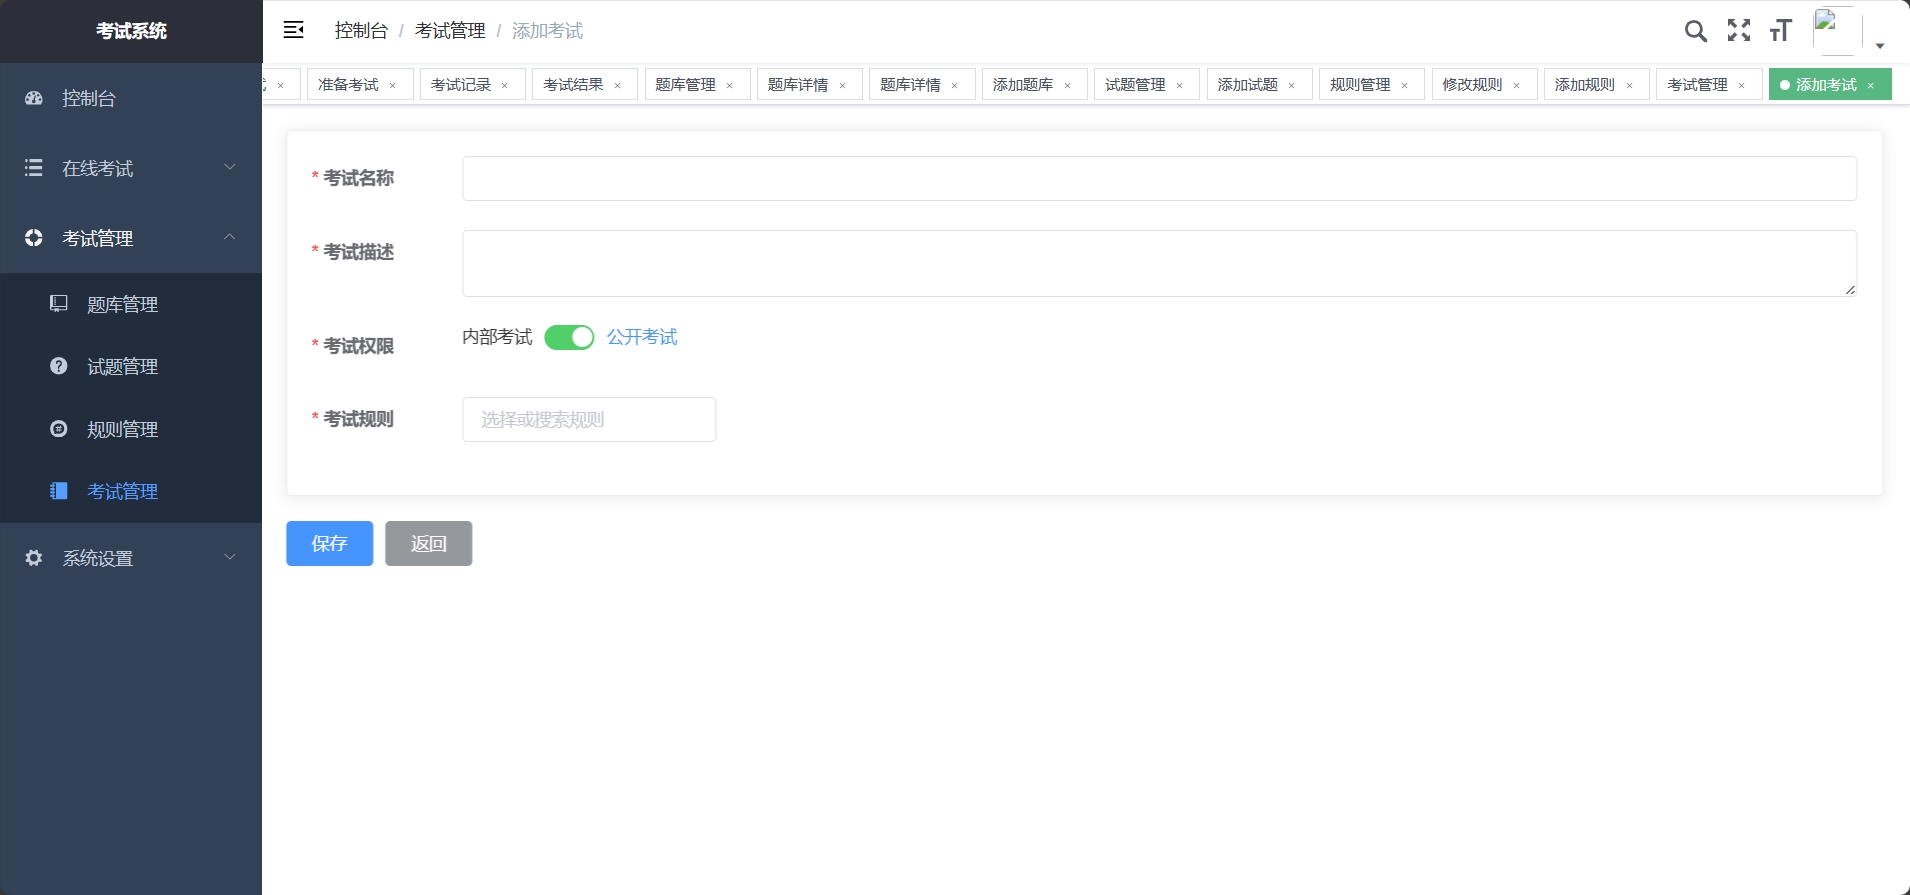 考试系统
控制台 / 考试管理 / 添加考试
准备考试 × 考试记录 × 考试结果 × 题库管理 × 题库详情 × 题库详情 × 添加题库 × 试题管理 × 添加试题 × 规则管理 × 修改规则 × 添加规则 × 考试管理 × 添加考试 ×
控制台
在线考试
考试管理
题库管理
试题管理
规则管理
考试管理
系统设置
* 考试名称
* 考试描述
* 考试权限 内部考试 公开考试
* 考试规则 选择或搜索规则
保存 返回